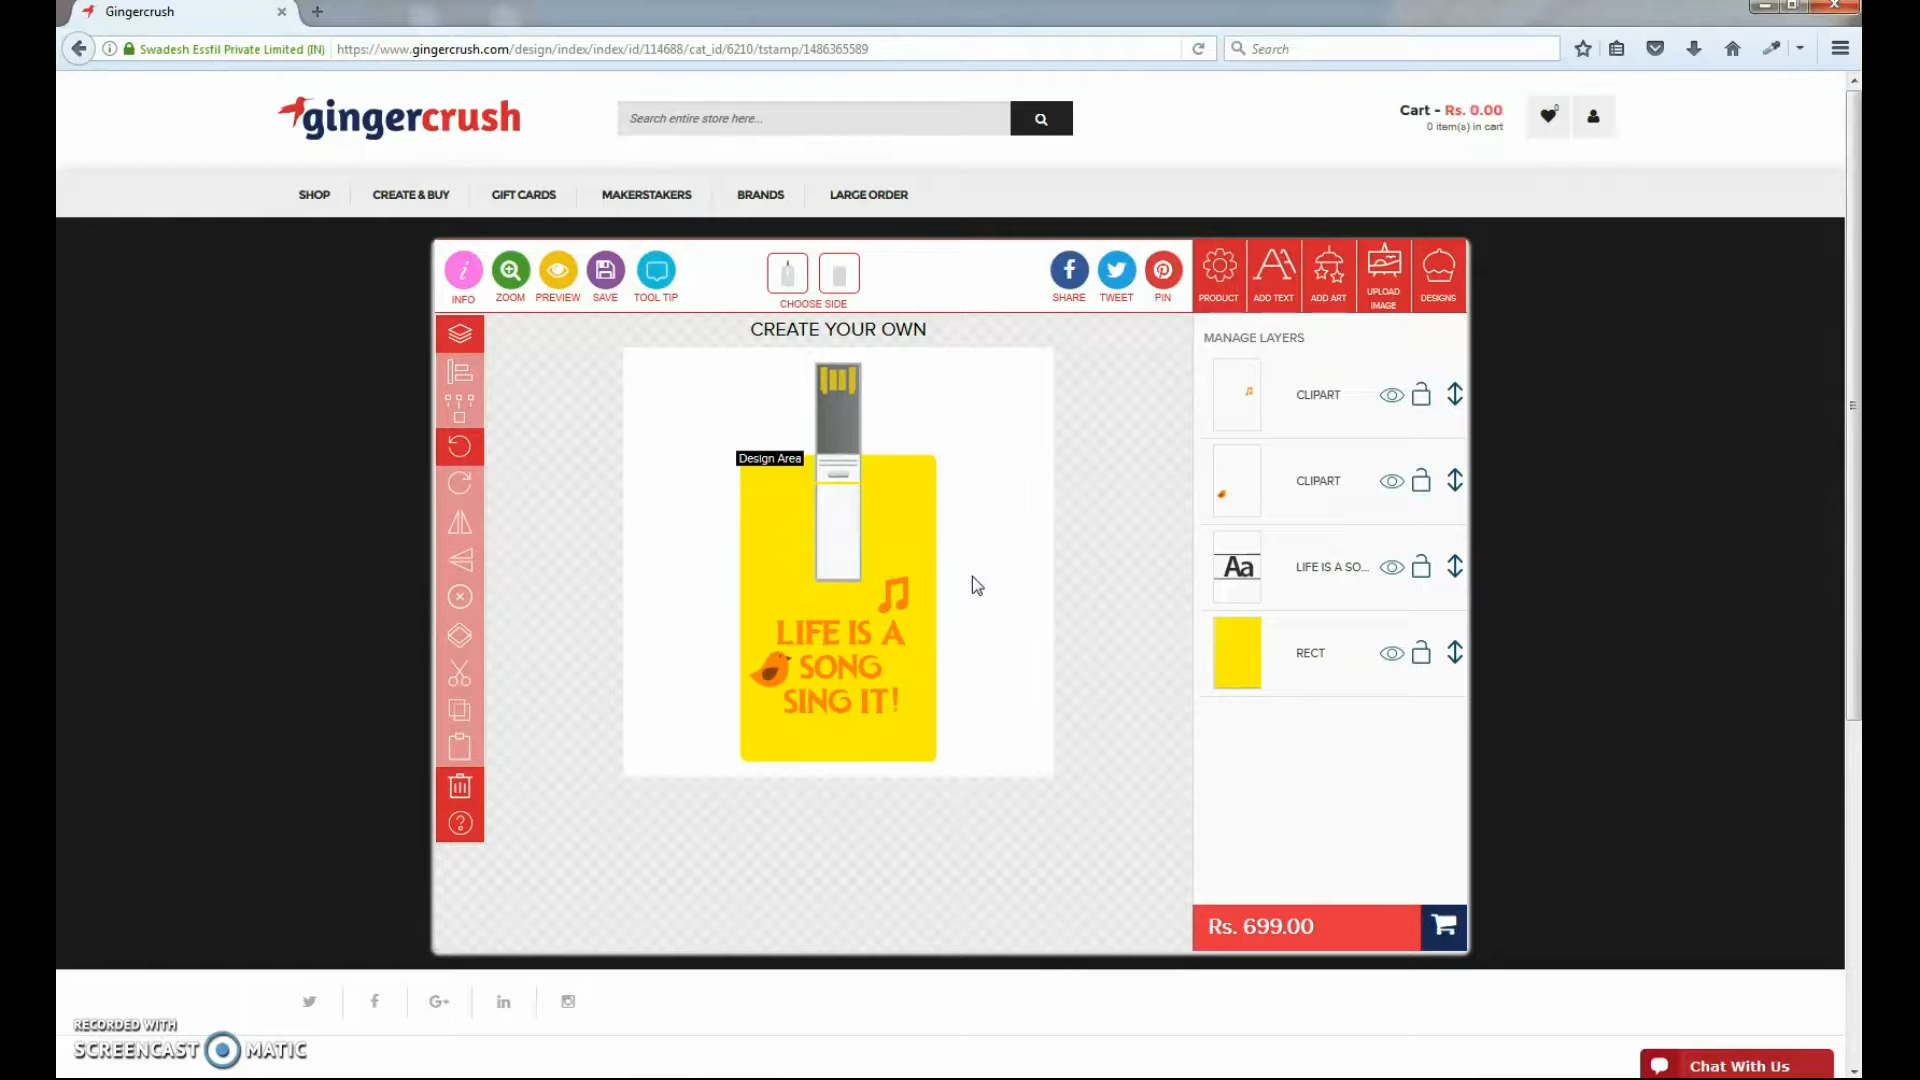 Gingercrush
Swadesh Essfil Private Limited (IN)
https://www.gingercrush.com/design/index/index/id/114688/cat_id/6210/tstamp/1486365589
Search
gingercrush
Search entire store here...
Cart - Rs. 0.00
0 item(s) in cart
0
SHOP
CREATE & BUY
GIFT CARDS
MAKERSTAKERS
BRANDS
LARGE ORDER
INFO
ZOOM
PREVIEW
SAVE
TOOL TIP
CHOOSE SIDE
SHARE
TWEET
PIN
PRODUCT
ADD TEXT
ADD ART
UPLOAD
IMAGE
DESIGNS
CREATE YOUR OWN
MANAGE LAYERS
CLIPART
Design Area
CLIPART
Aa
LIFE IS A SO...
LIFE IS A
SONG
SING IT!
RECT
Rs. 699.00
RECORDED WITH
SCREENCAST MATIC
Chat With Us